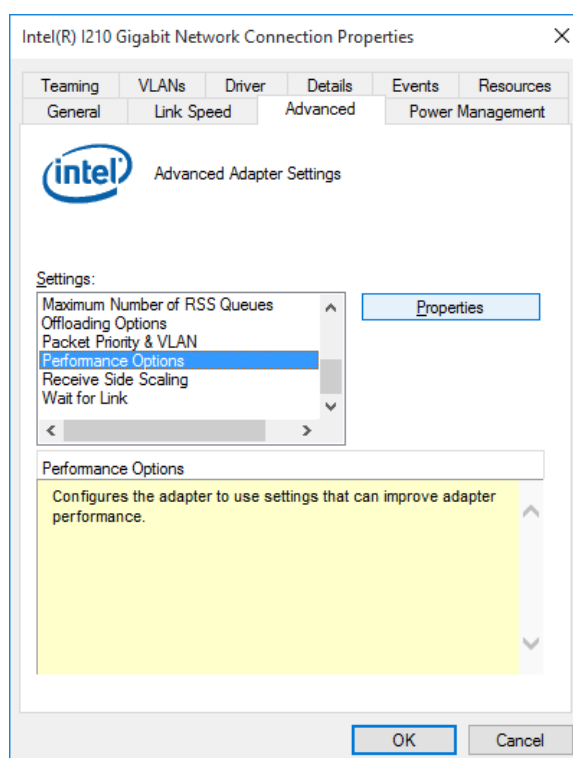 Intel(R) I210 Gigabit Network Connection Properties
Teaming VLANs Driver Details Events Resources
General Link Speed Advanced Power Management
intel Advanced Adapter Settings
Settings:
Maximum Number of RSS Queues
Properties
Offloading Options
Packet Priority & VLAN
Performance Options
Receive Side Scaling
Wait for Link
Performance Options
Configures the adapter to use settings that can improve adapter
performance.
OK Cancel